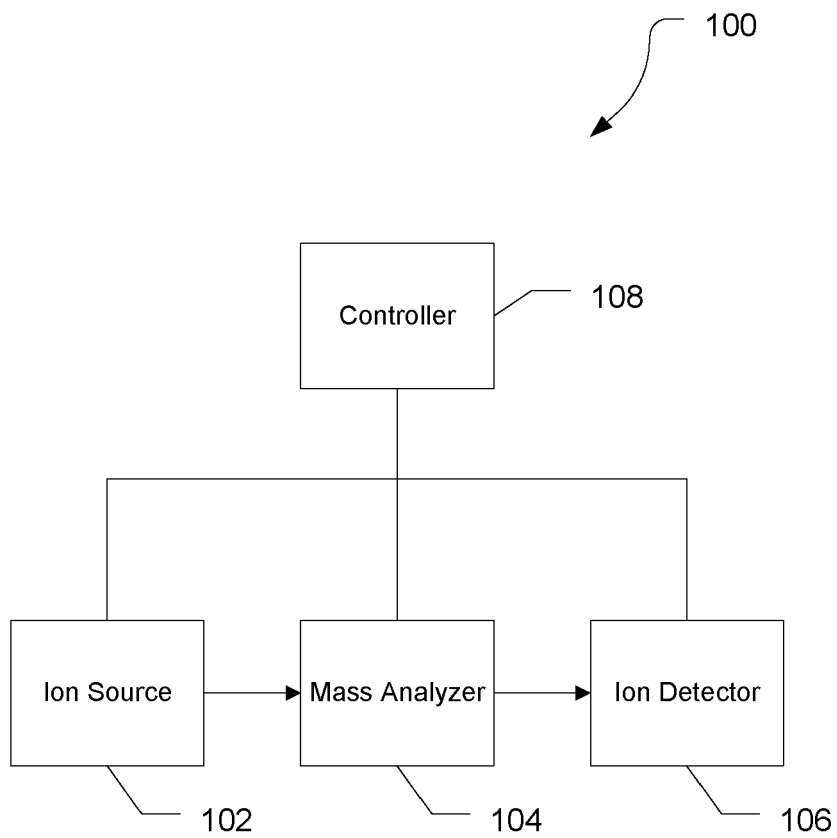 100
Controller
108
Ion Source
Mass Analyzer
Ion Detector
102
104
106